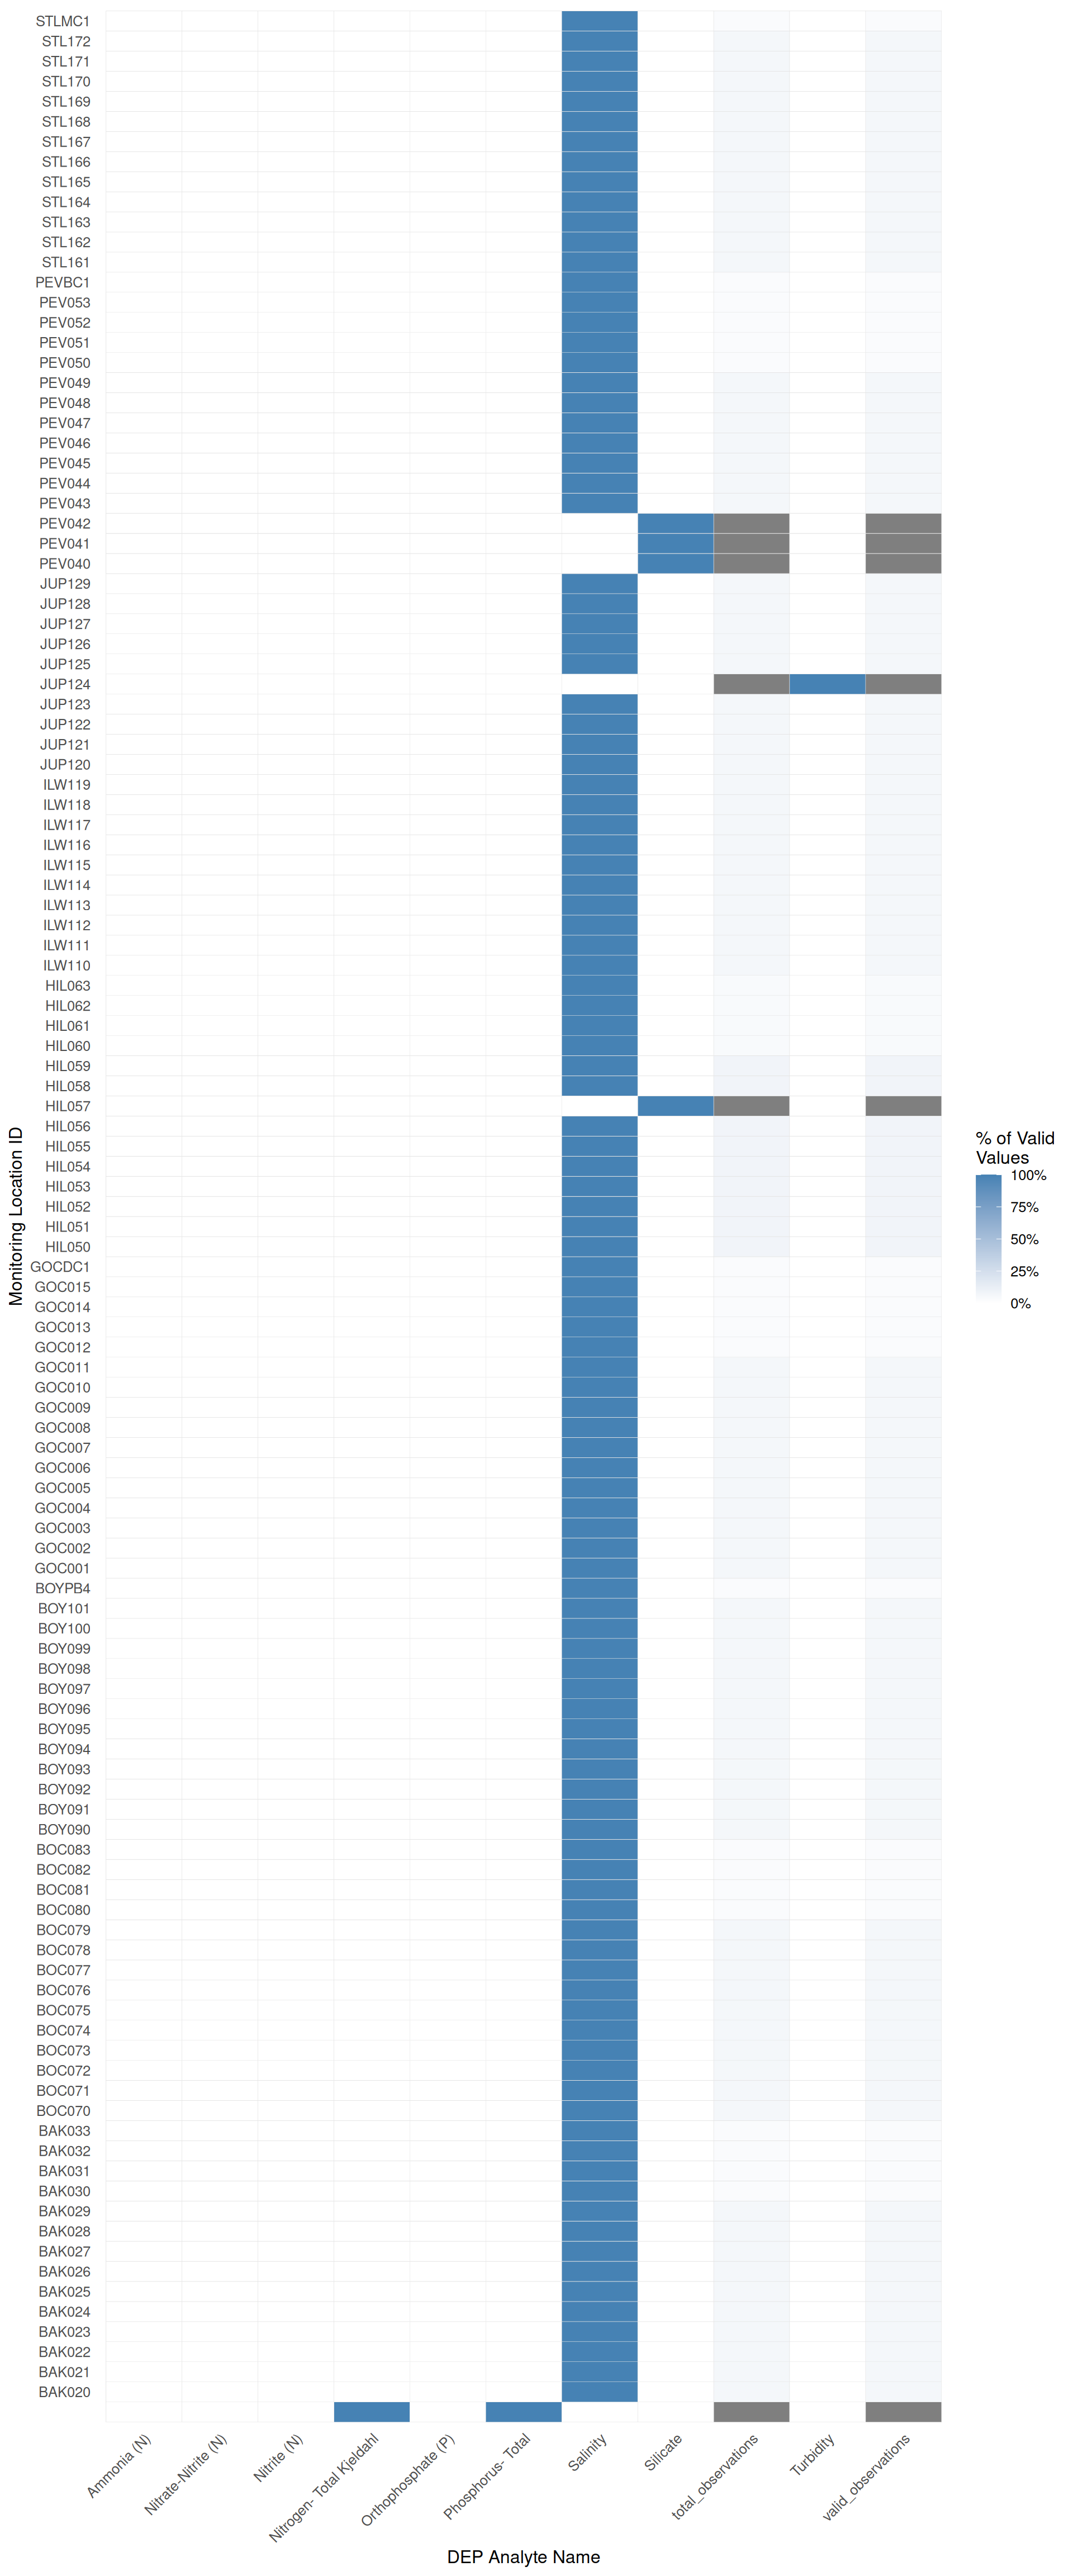 STLMC1
STL172
STL171
STL170
STL169
STL168
STL167
STL166
STL165
STL164
STL163
STL162
STL161
PEVBC1
PEV053
PEV052
PEV051
PEV050
PEV049
PEV048
PEV047
PEV046
PEV045
PEV044
PEV043
PEV042
PEV041
PEV040
JUP129
JUP128
JUP127
JUP126
JUP125
JUP124
JUP123
JUP122
JUP121
JUP120
ILW119
ILW118
ILW117
ILW116
ILW115
ILW114
ILW113
ILW112
ILW111
ILW110
HIL063
HIL062
HIL061
HIL060
HIL059
HIL058
HIL057
HIL056
HIL055
HIL054
HIL053
HIL052
HIL051
HIL050
GOCDC1
GOC015
GOC014
GOC013
GOC012
GOC011
GOC010
GOC009
GOC008
GOC007
GOC006
GOC005
GOC004
GOC003
GOC002
GOC001
BOYPB4
BOY101
BOY100
BOY099
BOY098
BOY097
BOY096
BOY095
BOY094
BOY093
BOY092
BOY091
BOY090
BOC083
BOC082
BOC081
BOC080
BOC079
BOC078
BOC077
BOC076
BOC075
BOC074
BOC073
BOC072
BOC071
BOC070
BAK033
BAK032
BAK031
BAK030
BAK029
BAK028
BAK027
BAK026
BAK025
BAK024
BAK023
BAK022
BAK021
BAK020
Monitoring Location ID
Ammonia (N)
Nitrate-Nitrite (N)
Nitrite (N)
Nitrogen- Total Kjeldahl
Orthophosphate (P)
Phosphorus- Total
Salinity
Silicate
total_observations
Turbidity
valid_observations
DEP Analyte Name
% of Valid
Values
100%
75%
50%
25%
0%